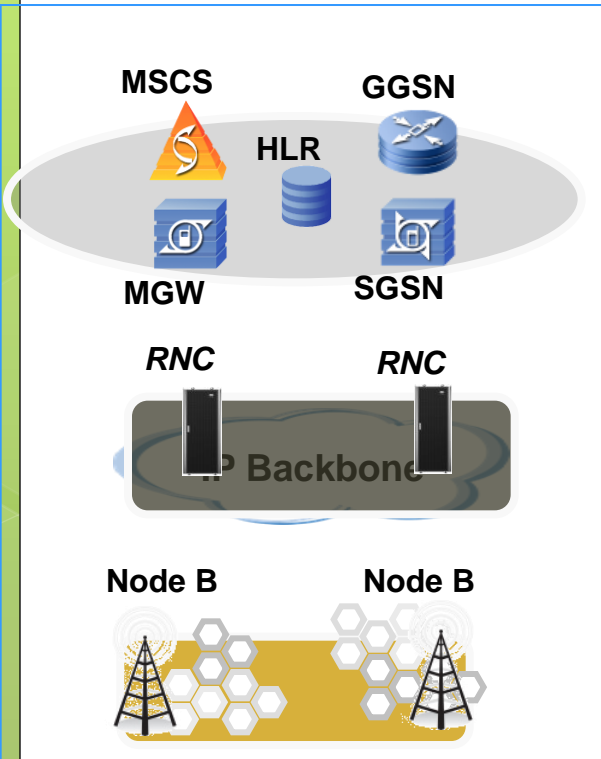 MSCS
GGSN
HLR
MGW
SGSN
RNC
RNC
IP Backbone
Node B
Node B